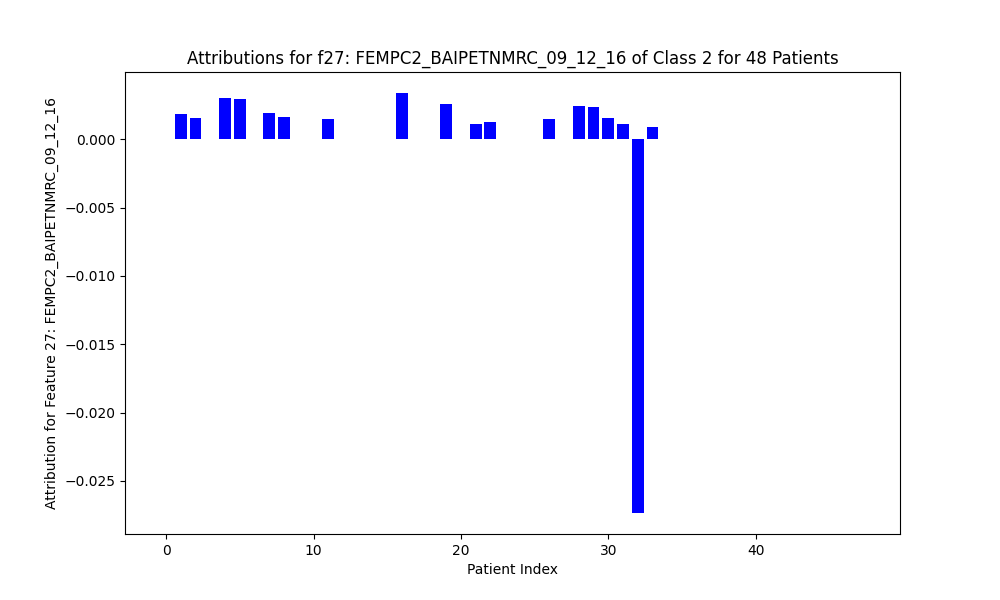 Attributions for f27: FEMPC2_BAIPETNMRC_09_12_16 of Class 2 for 48 Patients
Attribution for Feature 27: FEMPC2_BAIPETNMRC_09_12_16
0.000
−0.005
−0.010
−0.015
−0.020
−0.025
0 10 20 30 40
Patient Index